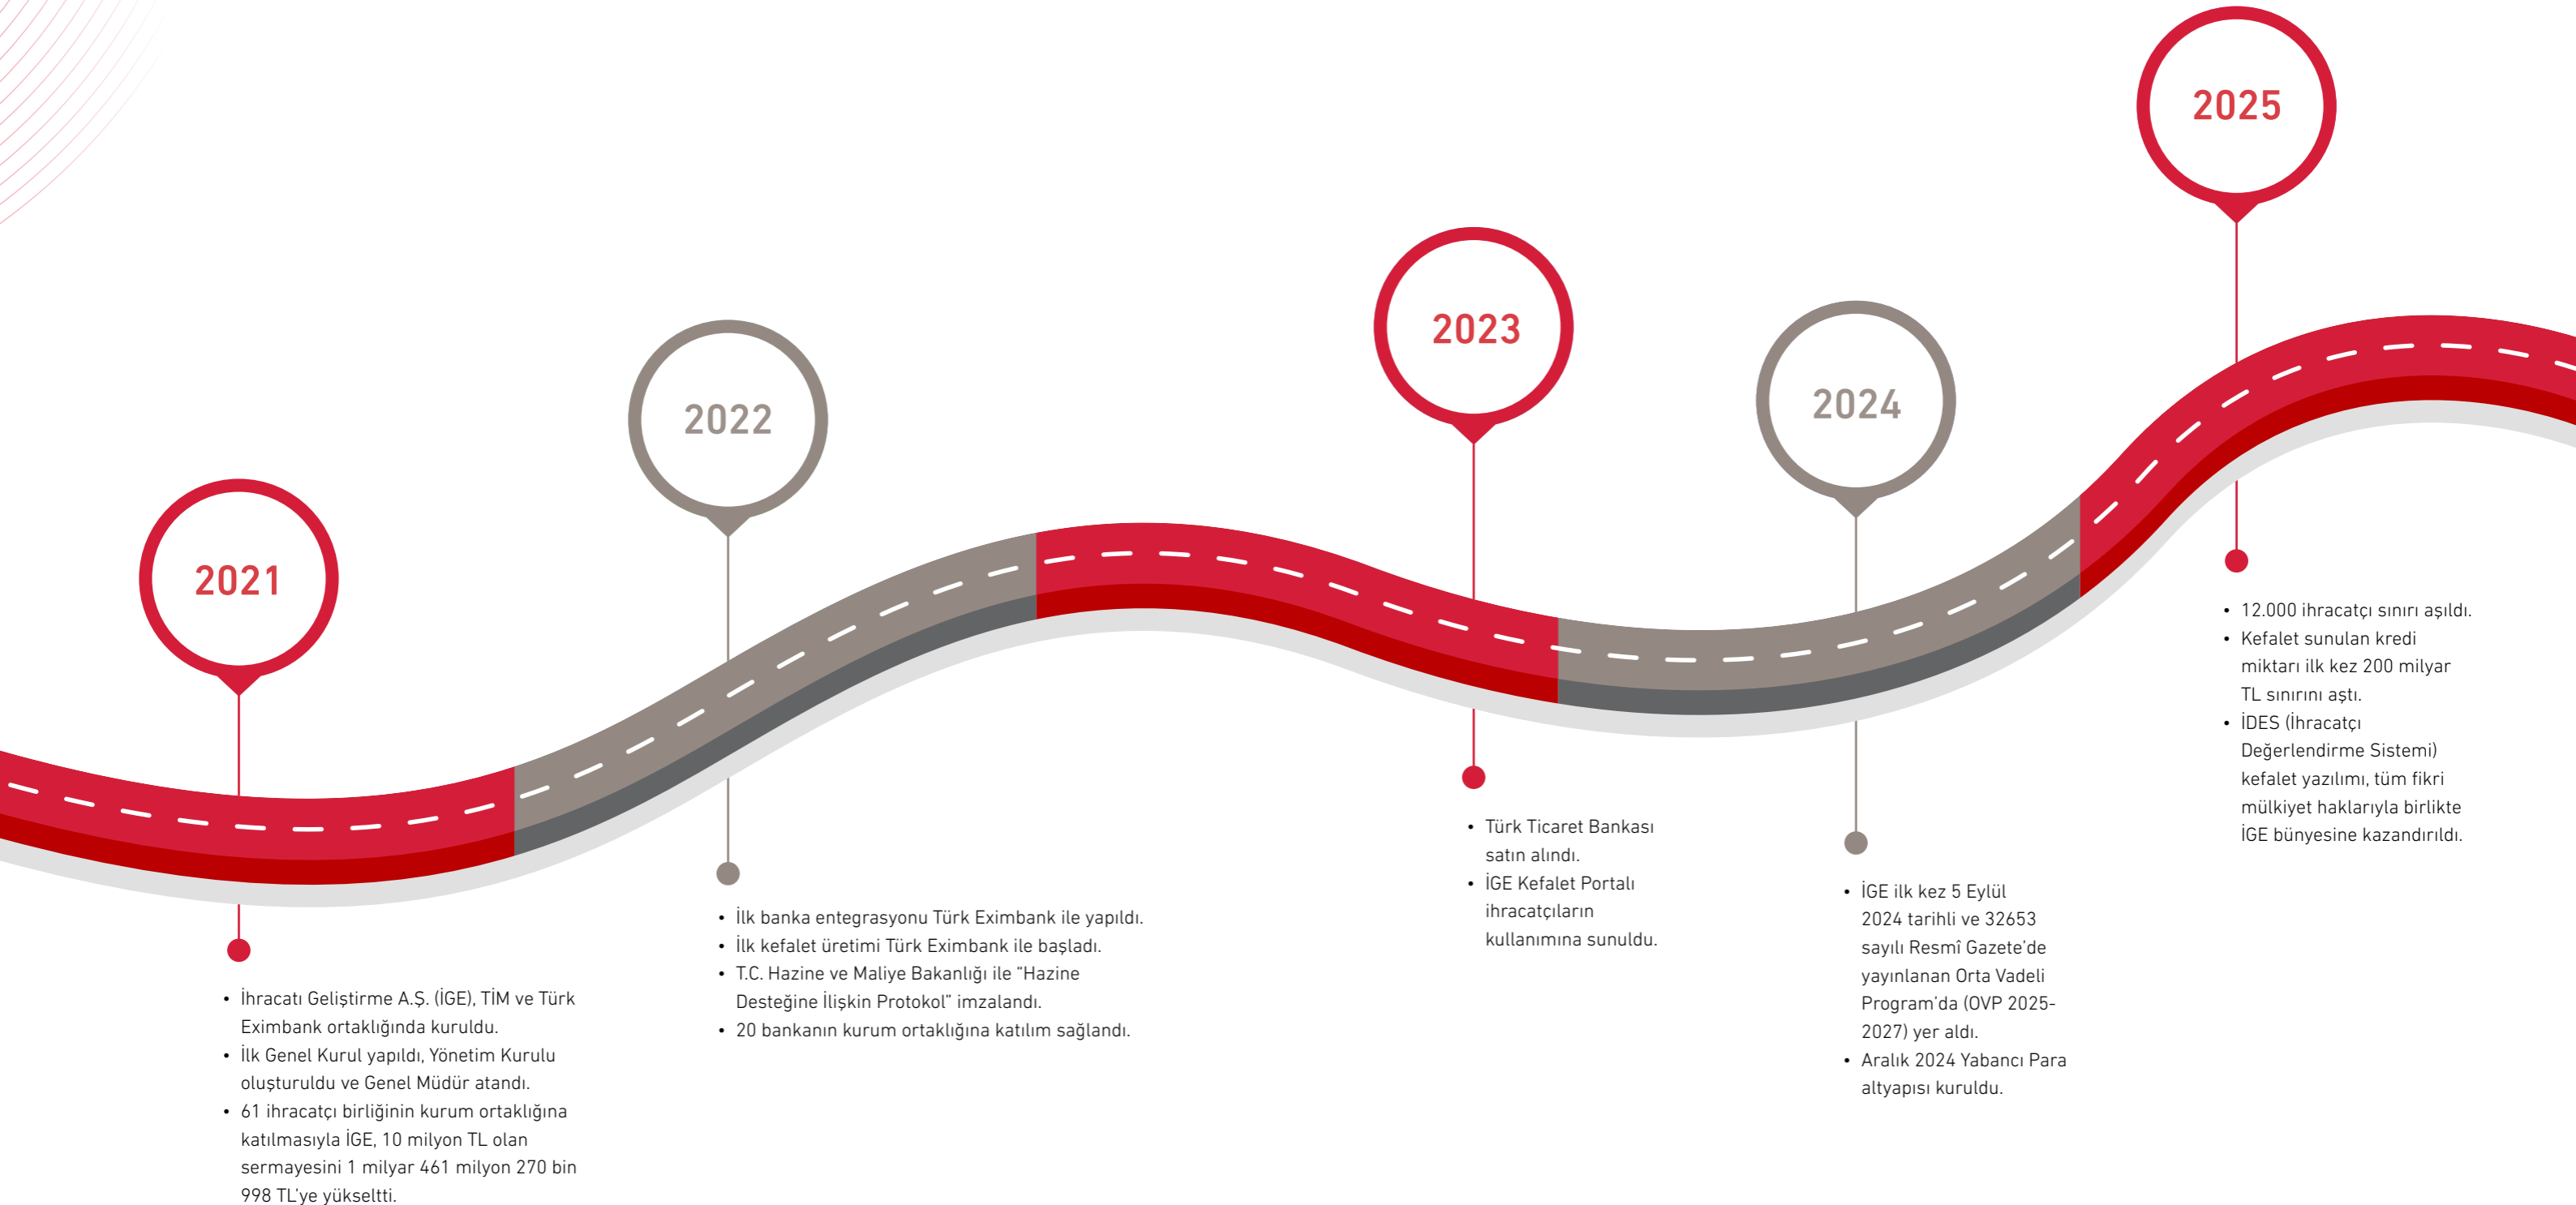 2021
• İhracatı Geliştirme A.Ş. (İGE), TİM ve Türk
Eximbank ortaklığında kuruldu.
• İlk Genel Kurul yapıldı, Yönetim Kurulu
oluşturuldu ve Genel Müdür atandı.
• 61 ihracatçı birliğinin kurum ortaklığına
katılmasıyla İGE, 10 milyon TL olan
sermayesini 1 milyar 461 milyon 270 bin
998 TL'ye yükseltti.
2022
• İlk banka entegrasyonu Türk Eximbank ile yapıldı.
• İlk kefalet üretimi Türk Eximbank ile başladı.
• T.C. Hazine ve Maliye Bakanlığı ile “Hazine
Desteğine İlişkin Protokol” imzalandı.
• 20 bankanın kurum ortaklığına katılım sağlandı.
2023
• Türk Ticaret Bankası
satın alındı.
• İGE Kefalet Portalı
ihracatçıların
kullanımına sunuldu.
2024
• İGE ilk kez 5 Eylül
2024 tarihli ve 32653
sayılı Resmî Gazete’de
yayınlanan Orta Vadeli
Program’da (OVP 2025-
2027) yer aldı.
• Aralık 2024 Yabancı Para
altyapısı kuruldu.
2025
• 12.000 ihracatçı sınırı aşıldı.
• Kefalet sunulan kredi
miktarı ilk kez 200 milyar
TL sınırını aştı.
• İDES (İhracatçı
Değerlendirme Sistemi)
kefalet yazılımı, tüm fikri
mülkiyet haklarıyla birlikte
İGE bünyesine kazandırıldı.